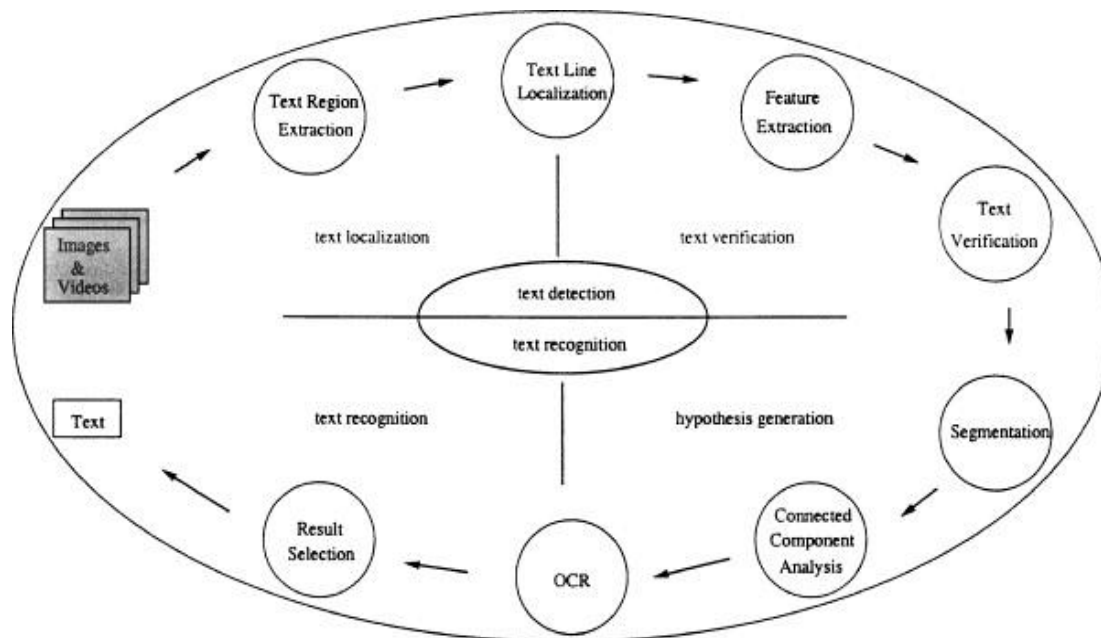 Text Line
Localization
Text Region
Extraction
Feature
Extraction
Text
Verification
Images
&
Videos
text localization
text verification
text detection
text recognition
Text
text recognition
hypothesis generation
Segmentation
Result
Selection
OCR
Connected
Component
Analysis